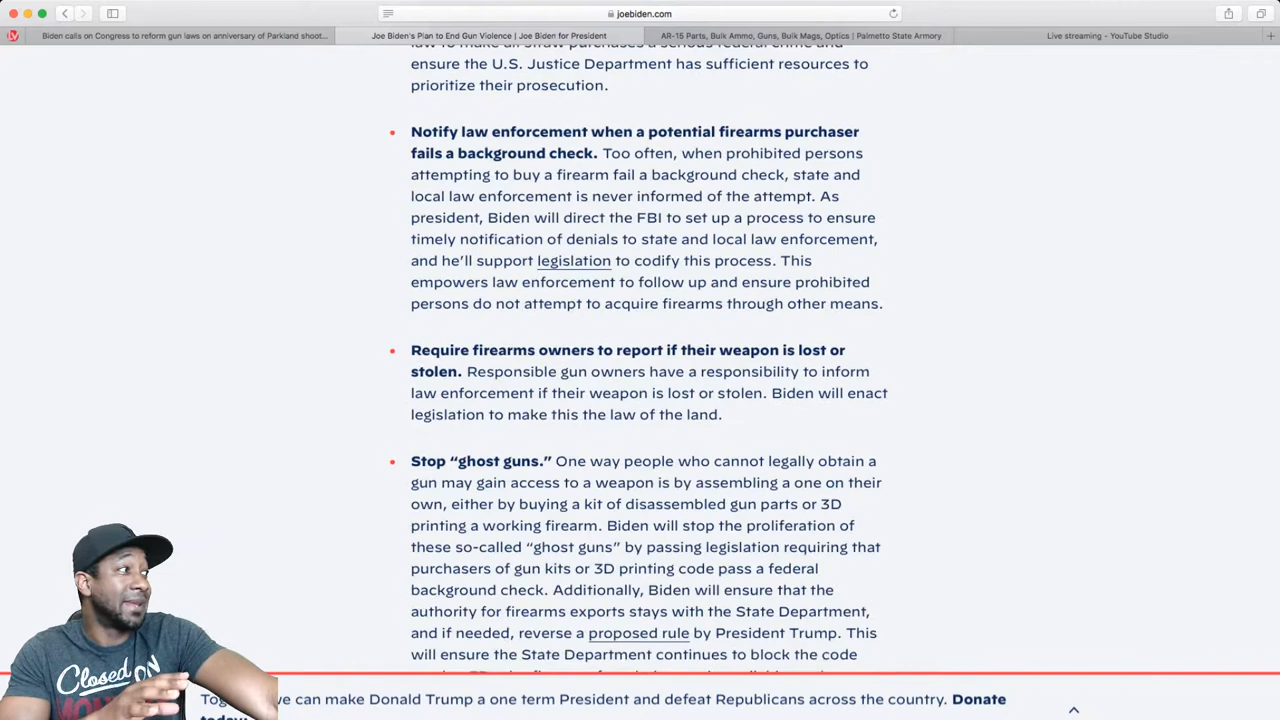 joebiden.com
Biden calls on Congress to reform gun laws on anniversary of Parkland shoot...
Joe Biden's Plan to End Gun Violence | Joe Biden for President
AR-15 Parts, Bulk Ammo, Guns, Bulk Mags, Optics | Palmetto State Armory
Live streaming - YouTube Studio
law to make all straw purchases a serious federal crime and
ensure the U.S. Justice Department has sufficient resources to
prioritize their prosecution.
Notify law enforcement when a potential firearms purchaser
fails a background check. Too often, when prohibited persons
attempting to buy a firearm fail a background check, state and
local law enforcement is never informed of the attempt. As
president, Biden will direct the FBI to set up a process to ensure
timely notification of denials to state and local law enforcement,
and he'll support legislation to codify this process. This
empowers law enforcement to follow up and ensure prohibited
persons do not attempt to acquire firearms through other means.
Require firearms owners to report if their weapon is lost or
stolen. Responsible gun owners have a responsibility to inform
law enforcement if their weapon is lost or stolen. Biden will enact
legislation to make this the law of the land.
Stop “ghost guns.” One way people who cannot legally obtain a
gun may gain access to a weapon is by assembling a one on their
own, either by buying a kit of disassembled gun parts or 3D
printing a working firearm. Biden will stop the proliferation of
these so-called “ghost guns” by passing legislation requiring that
purchasers of gun kits or 3D printing code pass a federal
background check. Additionally, Biden will ensure that the
authority for firearms exports stays with the State Department,
and if needed, reverse a proposed rule by President Trump. This
will ensure the State Department continues to block the code
we can make Donald Trump a one term President and defeat Republicans across the country. Donate
today:
Closed
ON